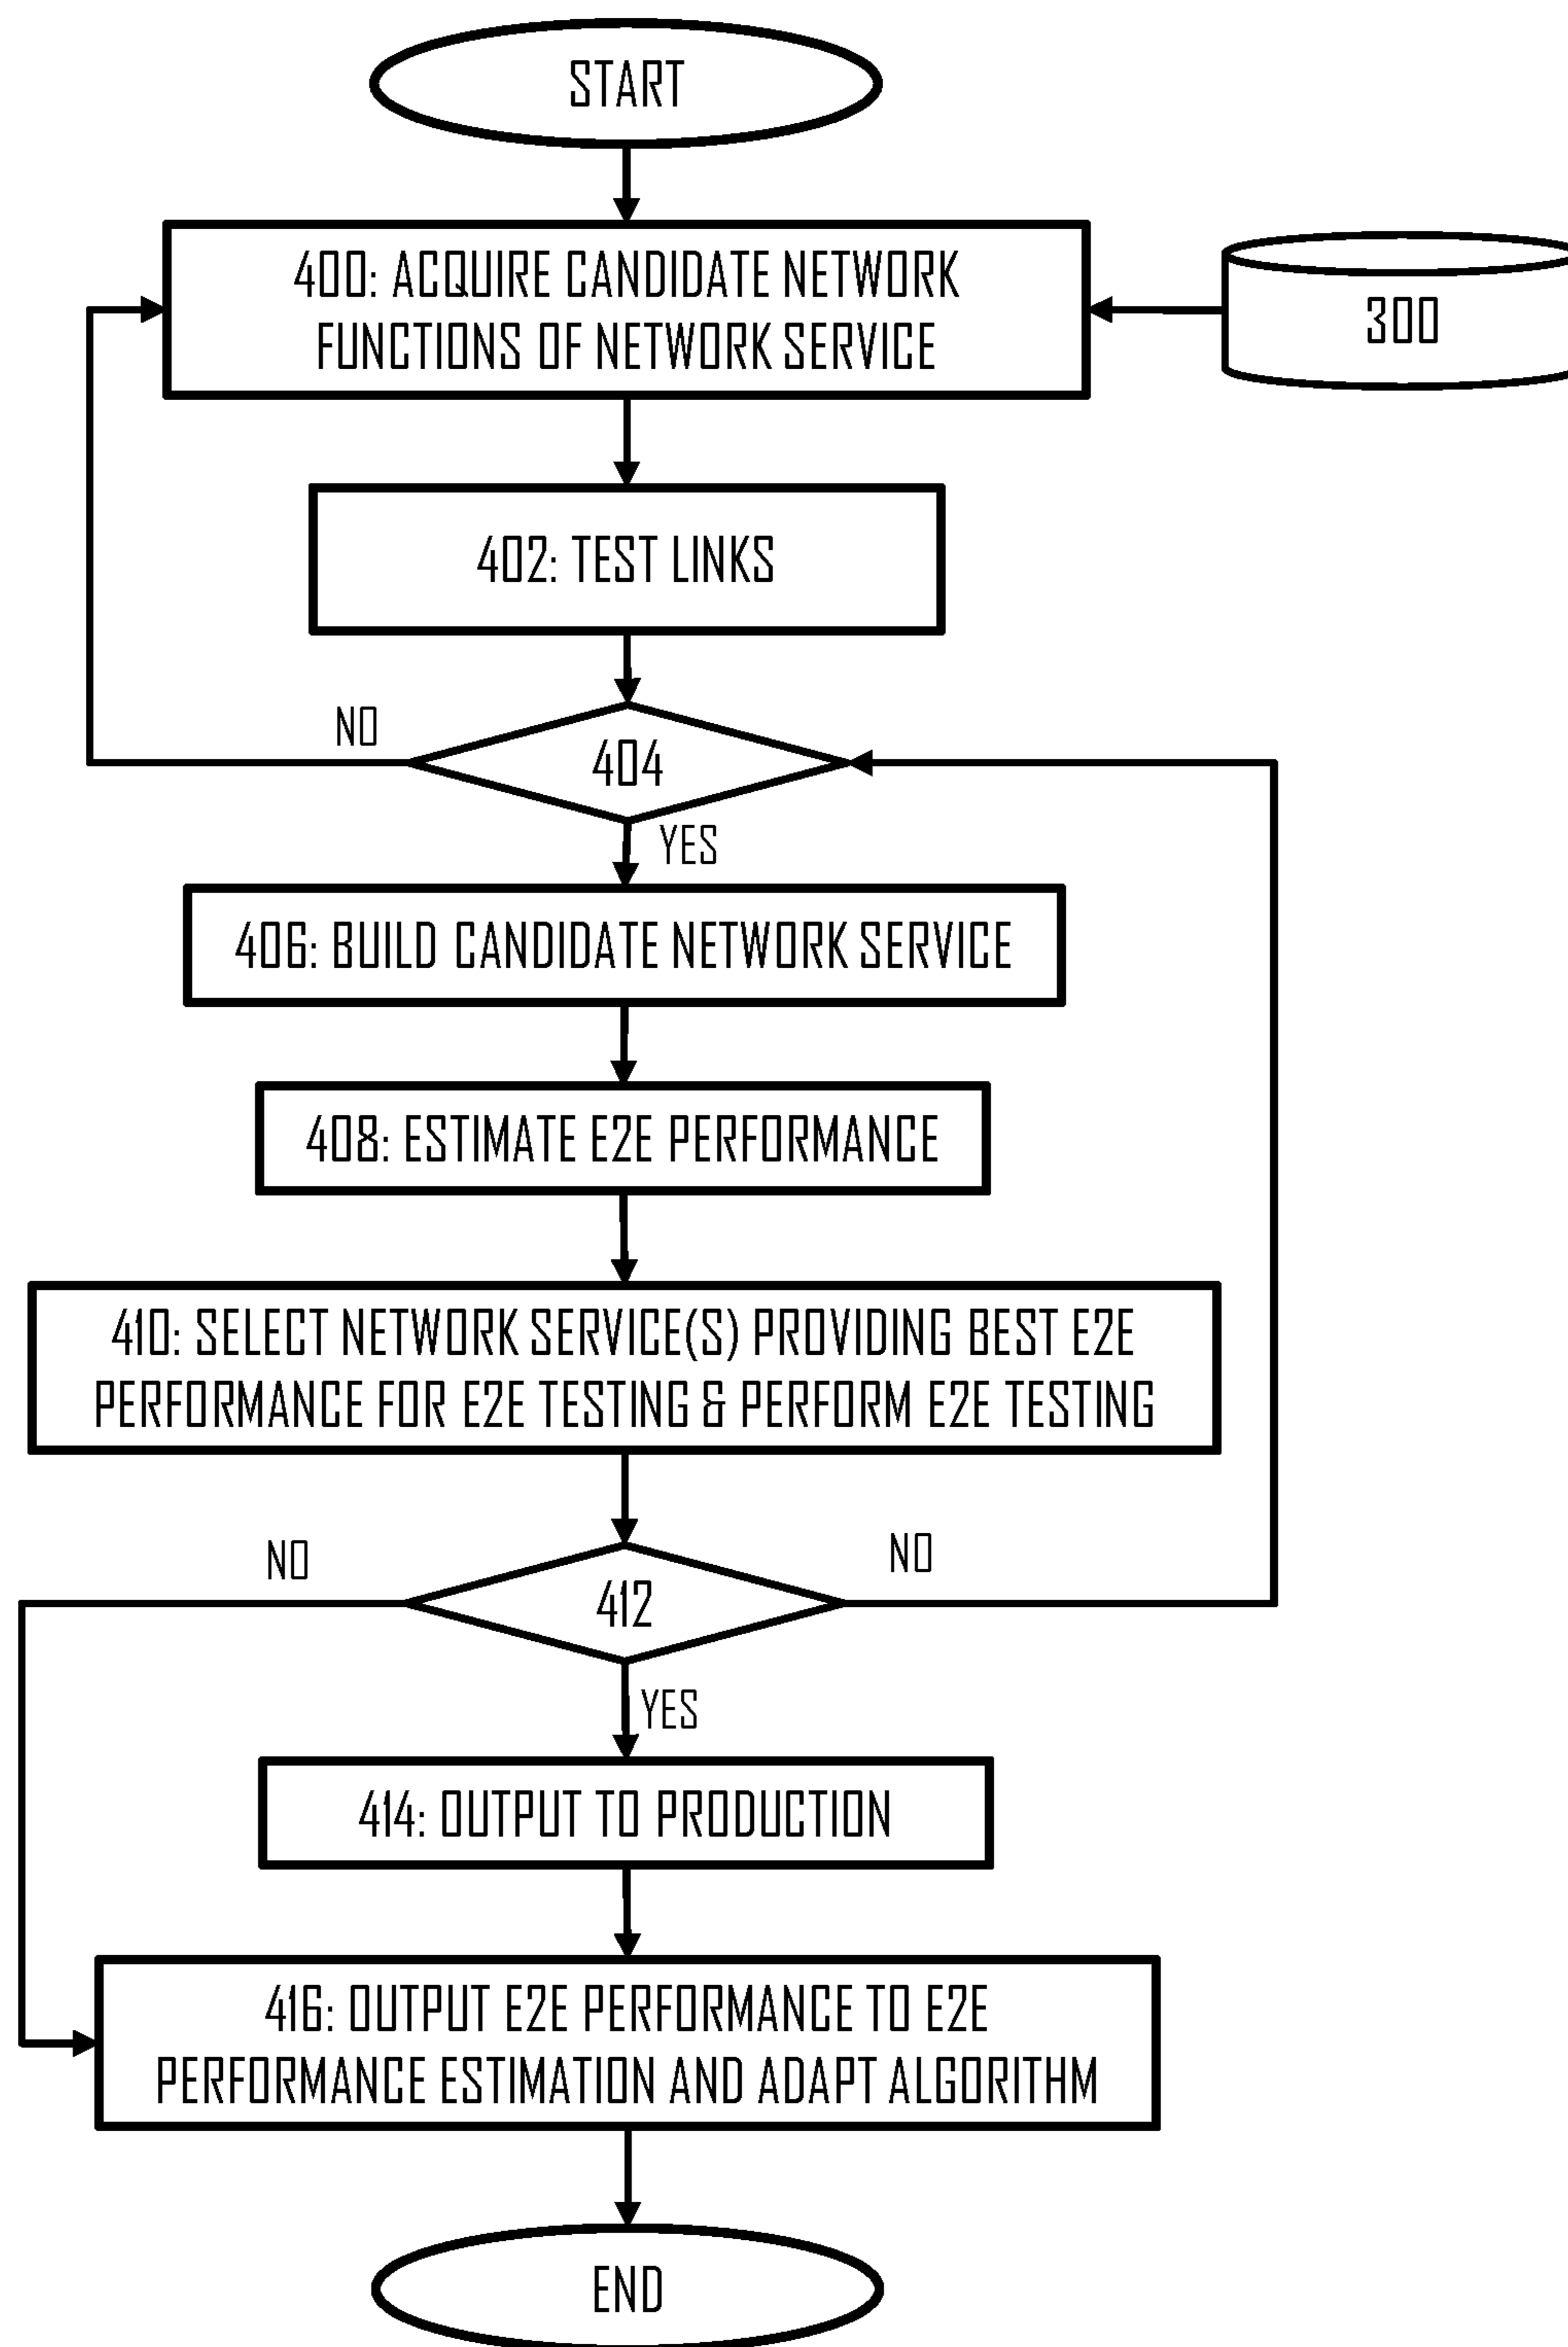 START
400: ACQUIRE CANDIDATE NETWORK
FUNCTIONS OF NETWORK SERVICE
300
402: TEST LINKS
NO
404
YES
406: BUILD CANDIDATE NETWORK SERVICE
408: ESTIMATE E2E PERFORMANCE
410: SELECT NETWORK SERVICE(S) PROVIDING BEST E2E
PERFORMANCE FOR E2E TESTING & PERFORM E2E TESTING
NO
NO
412
YES
414: OUTPUT TO PRODUCTION
416: OUTPUT E2E PERFORMANCE TO E2E
PERFORMANCE ESTIMATION AND ADAPT ALGORITHM
END